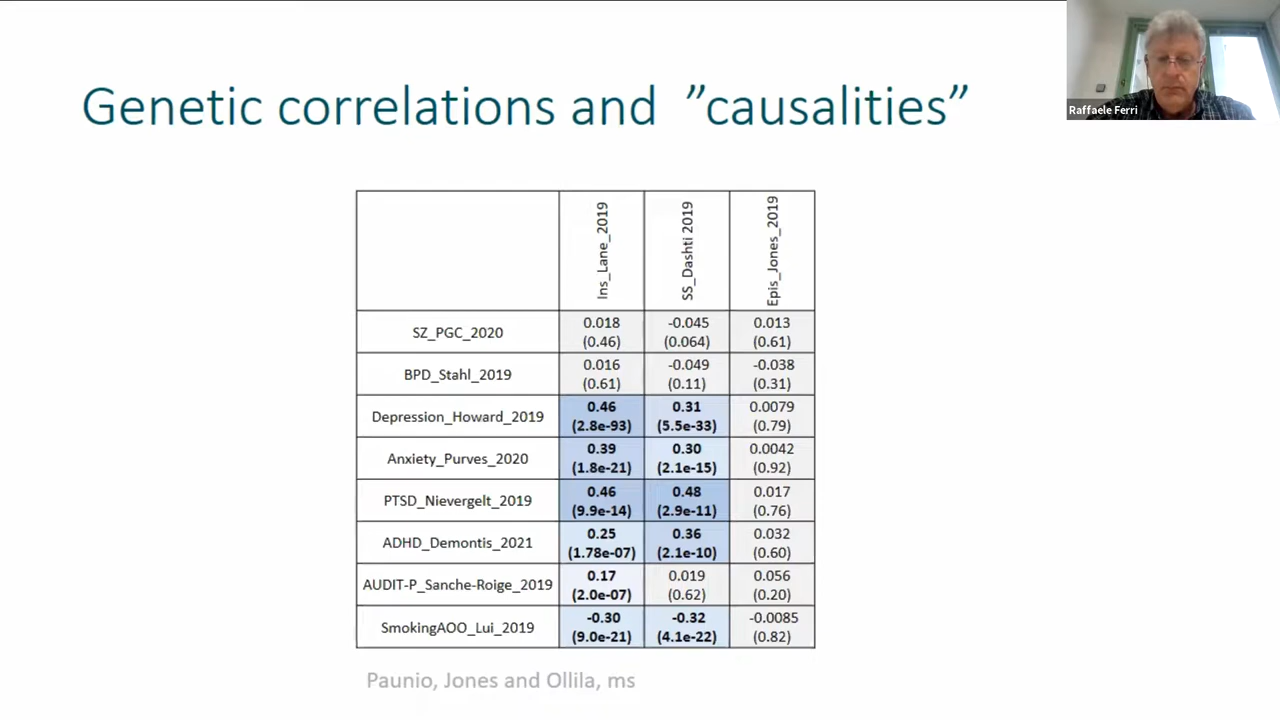 Genetic correlations and ”causalities”
Raffaele Ferri
Ins_Lane_2019
SS_Dashti 2019
Epis_Jones_2019
SZ_PGC_2020
0.018 -0.045 0.013
(0.46) (0.064) (0.61)
BPD_Stahl_2019
0.016 -0.049 -0.038
(0.61) (0.11) (0.31)
Depression_Howard_2019
0.46 0.31 0.0079
(2.8e-93) (5.5e-33) (0.79)
Anxiety_Purves_2020
0.39 0.30 0.0042
(1.8e-21) (2.1e-15) (0.92)
PTSD_Nievergelt_2019
0.46 0.48 0.017
(9.9e-14) (2.9e-11) (0.76)
ADHD_Demontis_2021
0.25 0.36 0.032
(1.78e-07) (2.1e-10) (0.60)
AUDIT-P_Sanche-Roige_2019
0.17 0.019 0.056
(2.0e-07) (0.62) (0.20)
SmokingAOO_Lui_2019
-0.30 -0.32 -0.0085
(9.0e-21) (4.1e-22) (0.82)
Paunio, Jones and Ollila, ms